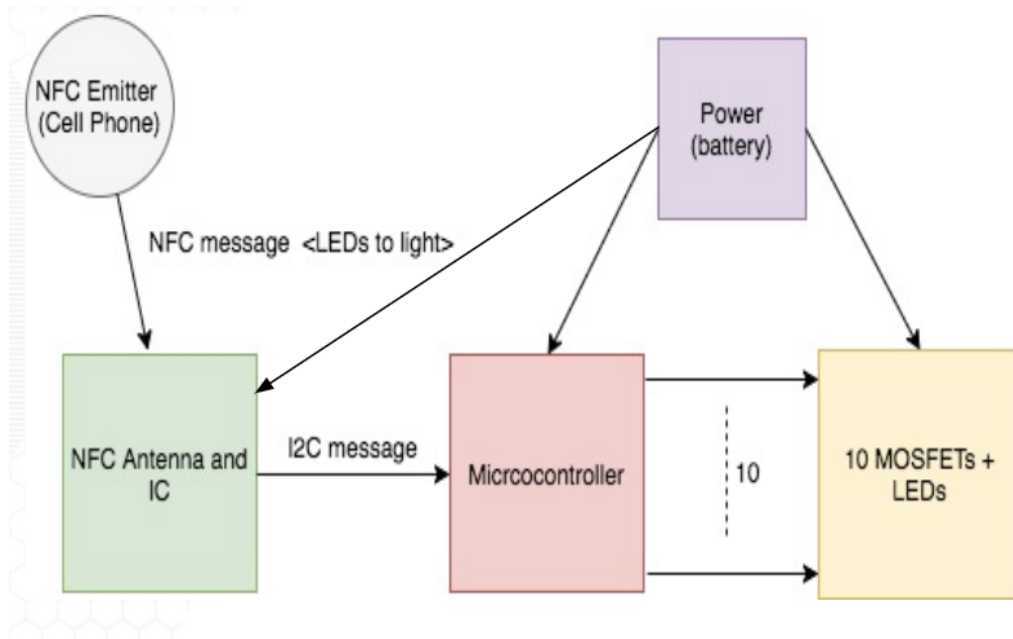 NFC Emitter
(Cell Phone)
Power
(battery)
NFC message <LEDs to light>
NFC Antenna and
IC
I2C message
Micrcocontroller
10
10 MOSFETs +
LEDs